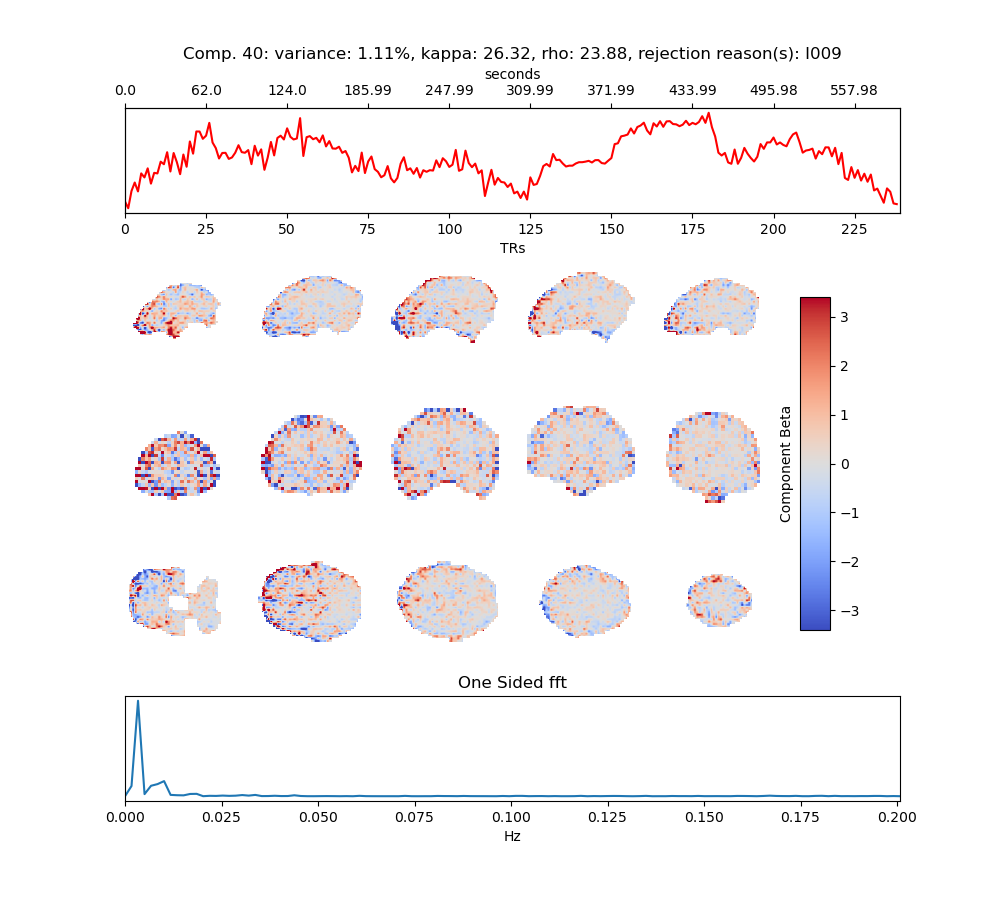 Comp. 40: variance: 1.11%, kappa: 26.32, rho: 23.88, rejection reason(s): I009
seconds
0.0 62.0 124.0 185.99 247.99 309.99 371.99 433.99 495.98 557.98
0 25 50 75 100 125 150 175 200 225
TRs
3
2
1
0
−1
−2
−3
Component Beta
One Sided fft
0.000 0.025 0.050 0.075 0.100 0.125 0.150 0.175 0.200
Hz